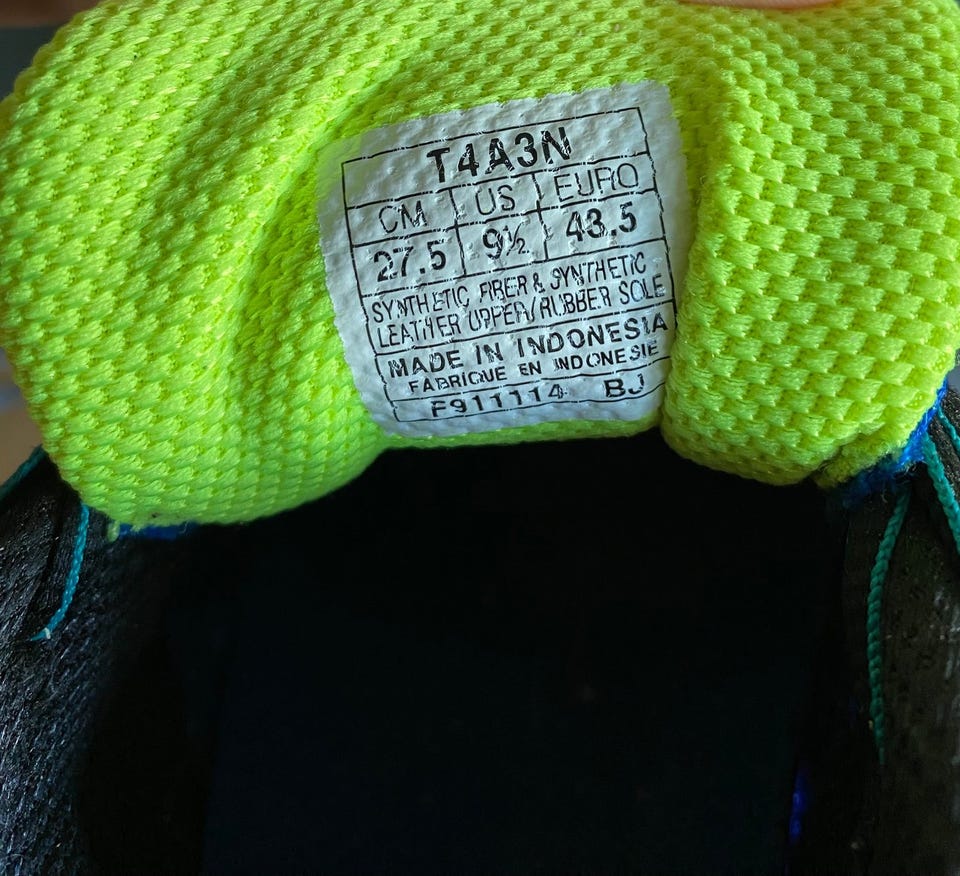 T4A3N
CM US EURO
27.5 9½ 43.5
SYNTHETIC FIBER & SYNTHETIC
LEATHER UPPER/RUBBER SOLE
MADE IN INDONESIA
FABRIQUE EN INDONESIE
F911114 BJ